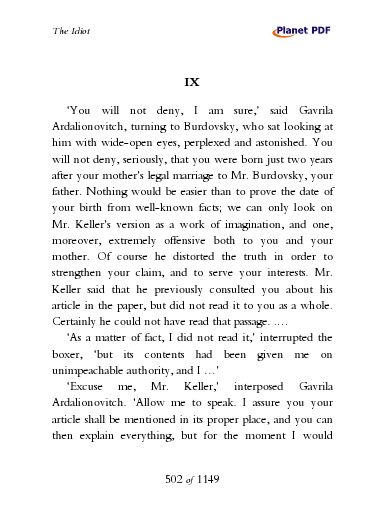 The Idiot
Planet PDF
IX
'You will not deny, I am sure,' said Gavrila
Ardalionovitch, turning to Burdovsky, who sat looking at
him with wide-open eyes, perplexed and astonished. You
will not deny, seriously, that you were born just two years
after your mother's legal marriage to Mr. Burdovsky, your
father. Nothing would be easier than to prove the date of
your birth from well-known facts; we can only look on
Mr. Keller's version as a work of imagination, and one,
moreover, extremely offensive both to you and your
mother. Of course he distorted the truth in order to
strengthen your claim, and to serve your interests. Mr.
Keller said that he previously consulted you about his
article in the paper, but did not read it to you as a whole.
Certainly he could not have read that passage. ....
'As a matter of fact, I did not read it,' interrupted the
boxer, 'but its contents had been given me on
unimpeachable authority, and I ...'
'Excuse me, Mr. Keller,' interposed Gavrila
Ardalionovitch. 'Allow me to speak. I assure you your
article shall be mentioned in its proper place, and you can
then explain everything, but for the moment I would
502 of 1149